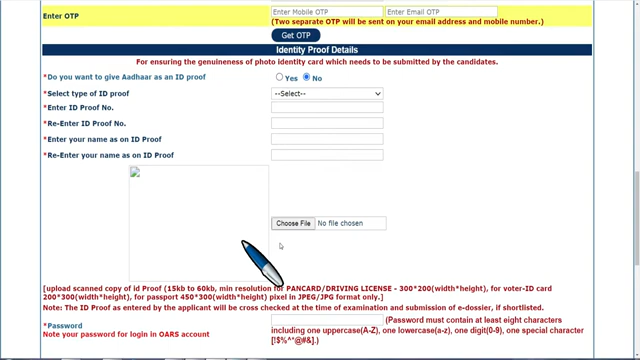 Enter Mobile OTP Enter Email OTP
Enter OTP
(Two separate OTP will be sent on your email address and mobile number.)
Get OTP
Identity Proof Details
For ensuring the genuineness of photo identity card which needs to be submitted by the candidates.
*Do you want to give Aadhaar as an ID proof Yes No
*Select type of ID proof --Select--
*Enter ID Proof No.
*Re-Enter ID Proof No.
*Enter your name as on ID Proof
*Re-Enter your name as on ID Proof
Choose File No file chosen
[upload scanned copy of id Proof (15kb to 60kb, min resolution for PANCARD/DRIVING LICENSE - 300*200(width*height), for voter-ID card
200*300(width*height), for passport 450*300(width*height) pixel in JPEG/JPG format only.]
Note: The ID Proof as entered by the applicant will be cross checked at the time of examination and submission of e-dossier, if shortlisted.
*Password
Note your password for login in OARS account
(Password must contain at least eight characters
including one uppercase(A-Z), one lowercase(a-z), one digit(0-9), one special character
[!$%^*@#&].)